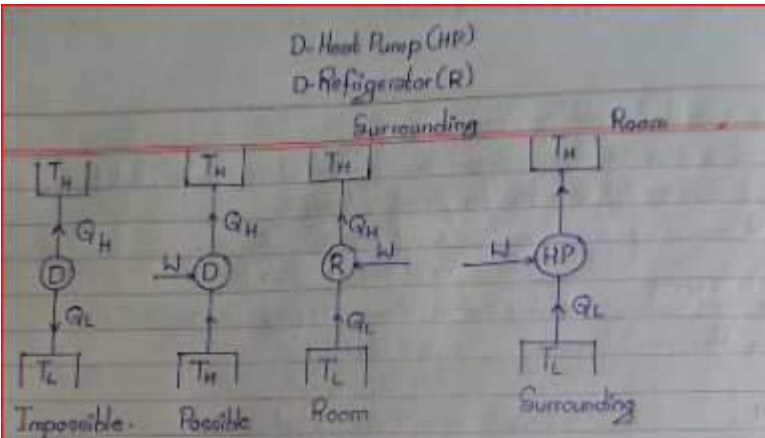 D-Heat Pump (HP)
D-Refrigerator (R)
Surrounding Room
TH TH TH TH
QH QH QH
D W D R W W HP
QL QL QL
TL TH TL TL
Impossible. Possible Room Surrounding